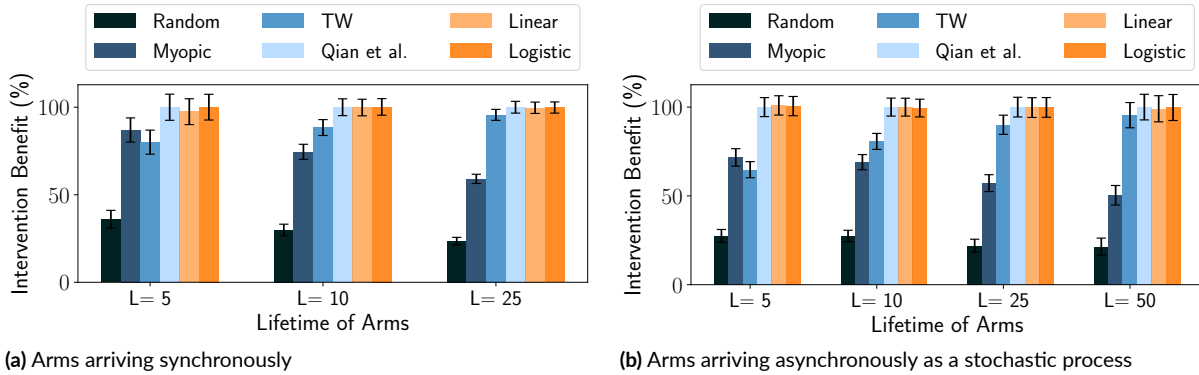 Random TW Linear
Myopic Qian et al. Logistic
Intervention Benefit (%)
100
50
0
L= 5 L= 10 L= 25
Lifetime of Arms
(a) Arms arriving synchronously
Random TW Linear
Myopic Qian et al. Logistic
Intervention Benefit (%)
100
50
0
L= 5 L= 10 L= 25 L= 50
Lifetime of Arms
(b) Arms arriving asynchronously as a stochastic process